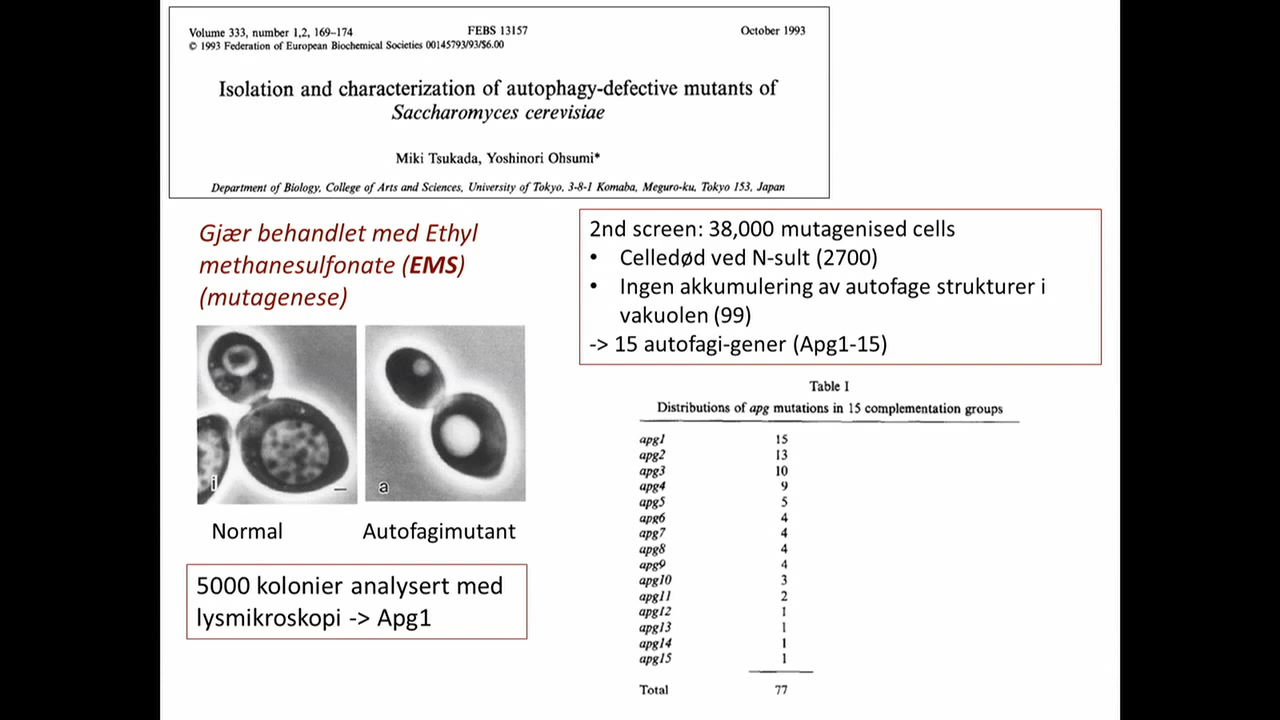 Volume 333, number 1,2, 169–174 FEBS 13157 October 1993
© 1993 Federation of European Biochemical Societies 00145793/93/$6.00
Isolation and characterization of autophagy-defective mutants of
Saccharomyces cerevisiae
Miki Tsukada, Yoshinori Ohsumi*
Department of Biology, College of Arts and Sciences, University of Tokyo, 3-8-1 Komaba, Meguro-ku, Tokyo 153, Japan
Gjær behandlet med Ethyl
methanesulfonate (EMS)
(mutagenese)
i
a
Normal
Autofagimutant
5000 kolonier analysert med
lysmikroskopi -> Apg1
2nd screen: 38,000 mutagenised cells
• Celledød ved N-sult (2700)
• Ingen akkumulering av autofage strukturer i
vakuolen (99)
-> 15 autofagi-gener (Apg1-15)
Table I
Distributions of apg mutations in 15 complementation groups
apg1 15
apg2 13
apg3 10
apg4 9
apg5 5
apg6 4
apg7 4
apg8 4
apg9 4
apg10 3
apg11 2
apg12 1
apg13 1
apg14 1
apg15 1
Total 77